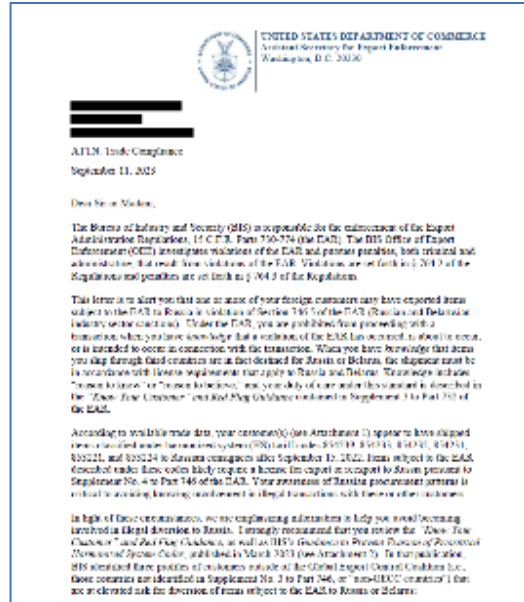 UNITED STATES DEPARTMENT OF COMMERCE
Assistant Secretary for Export Enforcement
Washington, D.C. 20230
ATTN: Trade Compliance
September 11, 2023
Dear Sir or Madam,
The Bureau of Industry and Security (BIS) is responsible for the enforcement of the Export
Administration Regulations, 15 C.F.R. Parts 730-774 (the EAR). The BIS Office of Export
Enforcement (OEE) investigates violations of the EAR and pursues penalties, both criminal and
administrative, that result from violations of the EAR. Violations are set forth in § 764.2 of the
Regulations and penalties are set forth in § 764.3 of the Regulations.
This letter is to alert you that one or more of your foreign customers may have exported items
subject to the EAR to Russia in violation of Section 746.5 of the EAR (Russian and Belarusian
industry sector sanctions). Under the EAR, you are prohibited from proceeding with a
transaction when you have knowledge that a violation of the EAR has occurred, is about to occur,
or is intended to occur in connection with the transaction. When you have knowledge that items
you ship through third countries are in fact destined for Russia or Belarus, the shipment must be
in accordance with license requirements that apply to Russia and Belarus. Knowledge includes
"reason to know" or "reason to believe," and your duty of care under this standard is described in
the "Know Your Customer" and Red Flag Guidance contained in Supplement 3 to Part 732 of
the EAR.
According to available trade data, your customer(s) (see Attachment 1) appear to have shipped
items classified under harmonized system (HS) tariff codes
and to Russian consignees after September 15, 2022. Items subject to the EAR
described under these codes likely require a license for export or reexport to Russia pursuant to
Supplement No. 4 to Part 746 of the EAR. Your awareness of Russian procurement patterns is
critical to avoiding knowing involvement in illegal transactions with these or other customers.
In light of these circumstances, we are emphasizing information to help you avoid becoming
involved in illegal diversion to Russia. I strongly recommend that you review the "Know Your
Customer" and Red Flag Guidance, as well as BIS's Guidance to Prevent Evasion of Prioritized
Harmonized System Codes, published in March 2023 (see Attachment 2). In that publication,
BIS identified three profiles of customers outside of the Global Export Control Coalition (i.e.,
those countries not identified in Supplement No. 3 to Part 746, or "non-GECC countries") that
are at elevated risk for diversion of items subject to the EAR to Russia or Belarus: